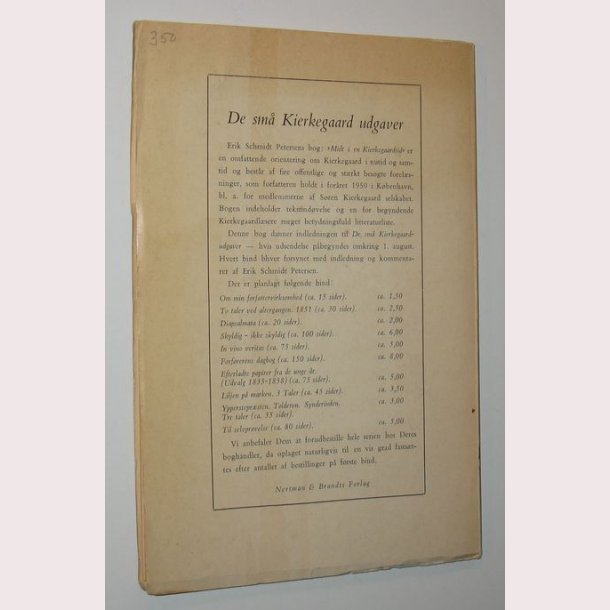 350
De små Kierkegaard udgaver
Erik Schmidt Petersens bog: »Midt i en Kierkegaardtid« er
en omfattende orientering om Kierkegaard i nutid og sam-
tid og består af fire offentlige og stærkt besøgte forelæs-
ninger, som forfatteren holdt i foråret 1959 i København,
bl. a. for medlemmerne af Søren Kierkegaard selskabet.
Bogen indeholder tekstfindøvelse og en for begyndende
Kierkegaardlæsere meget betydningsfuld litteraturliste.
Denne bog danner indledningen til De små Kierkegaard-
udgaver — hvis udsendelse påbegyndes omkring 1. august.
Hvert bind bliver forsynet med indledning og kommenta-
rer af Erik Schmidt Petersen.
Der er planlagt følgende bind:
Om min forfattervirksomhed (ca. 15 sider). ca. 1,50
To taler ved altergangen. 1851 (ca. 30 sider) ca. 2,50
Diapsalmata (ca. 20 sider). ca. 2,00
Skyldig - ikke skyldig (ca. 100 sider). ca. 6,00
In vino veritas (ca. 75 sider). ca. 5,00
Forførerens dagbog (ca. 150 sider). ca. 8,00
Efterladte papirer fra de unge år.
(Udvalg 1833-1838) (ca. 75 sider). ca. 5,00
Liljen på marken. 3 Taler (ca. 45 sider) ca. 3,50
Ypperstepræsten. Tolderen. Synderinden. ca. 3,00
Tre taler (ca. 35 sider).
Til selvprøvelse (ca. 80 sider). ca. 5,00
Vi anbefaler Dem at forudbestille hele serien hos Deres
boghandler, da oplaget naturligvis til en vis grad fastsæt-
tes efter antallet af bestillinger på første bind.
Nertman & Brandts Forlag